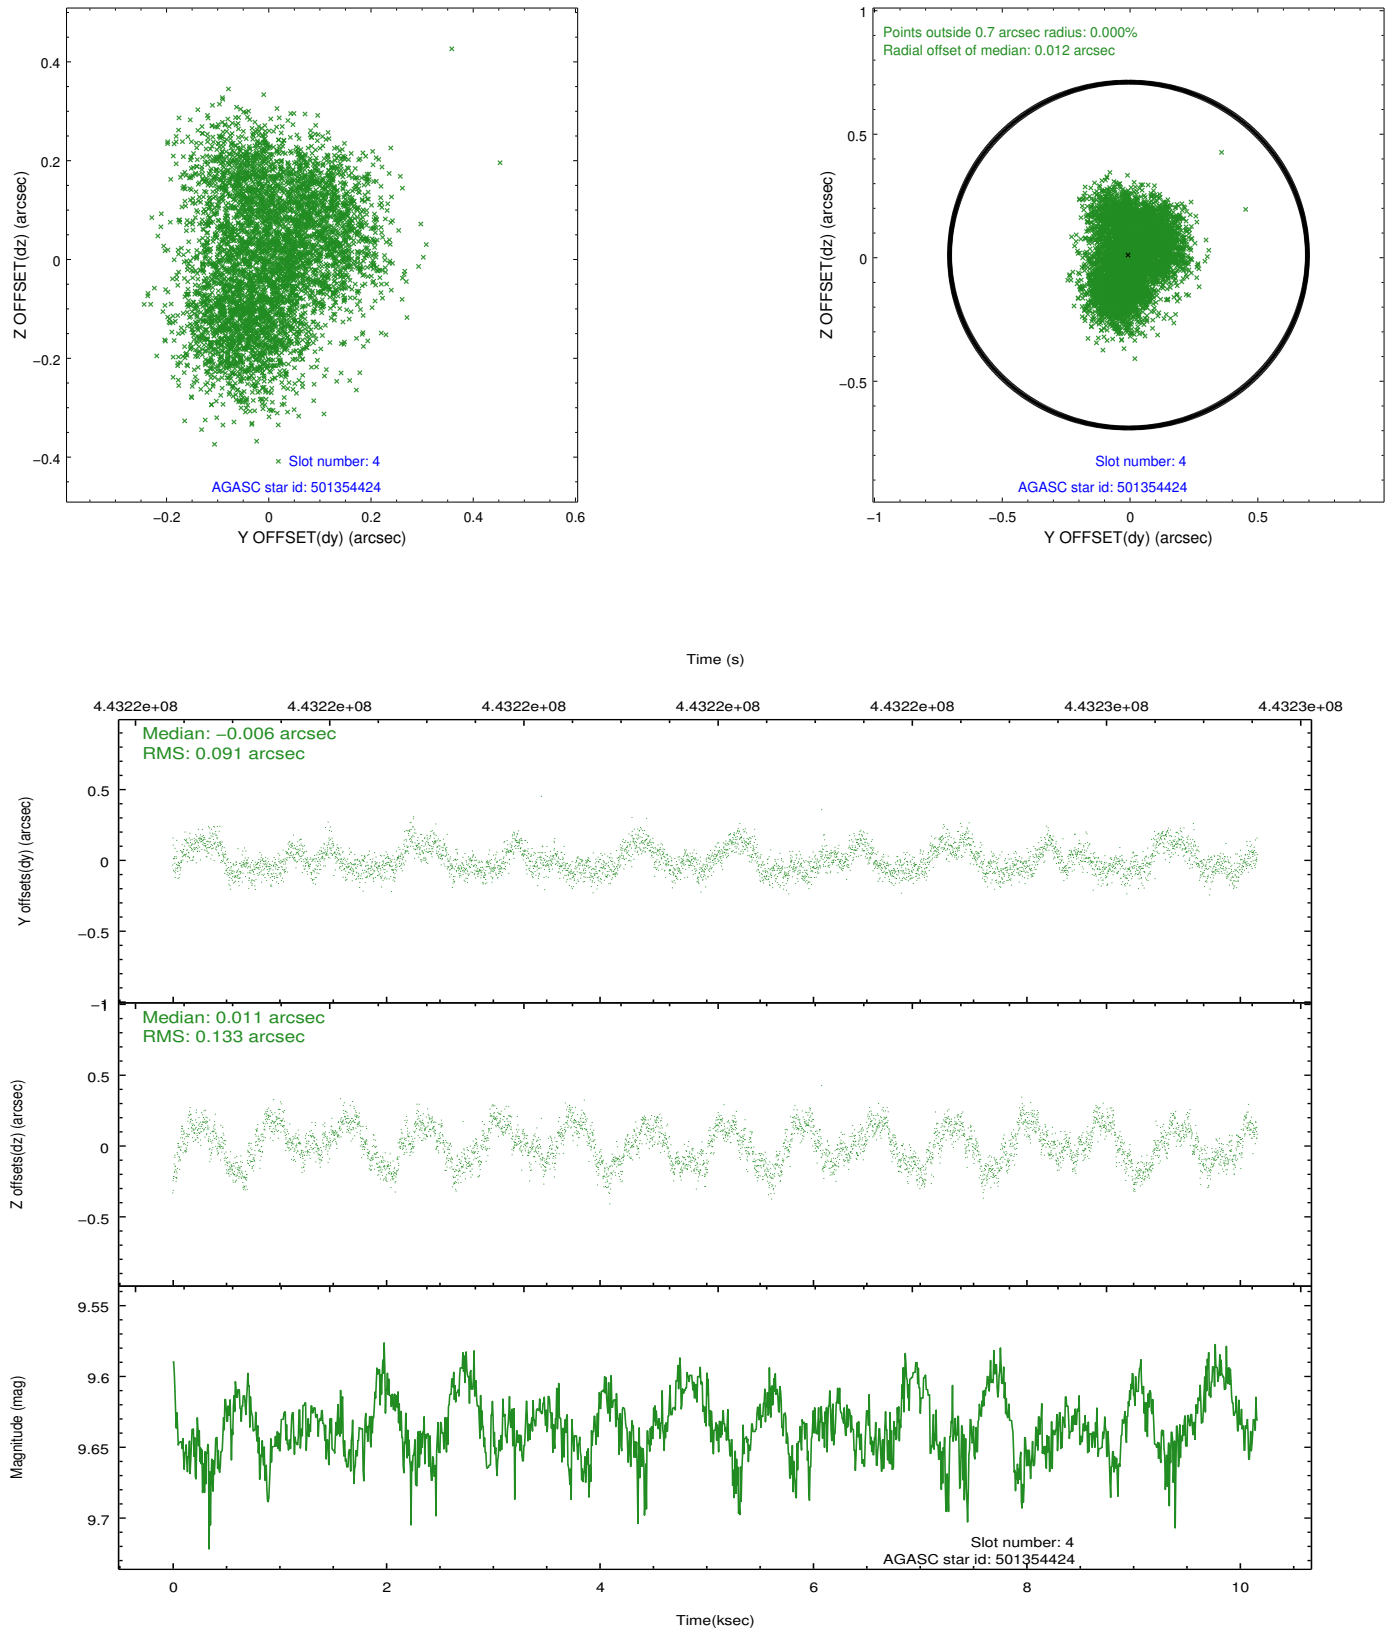 0.4
0.2
0
−0.2
−0.4
Z OFFSET(dz) (arcsec)
Slot number: 4
AGASC star id: 501354424
−0.2 0 0.2 0.4 0.6
Y OFFSET(dy) (arcsec)
1
0.5
0
−0.5
Z OFFSET(dz) (arcsec)
Points outside 0.7 arcsec radius: 0.000%
Radial offset of median: 0.012 arcsec
Slot number: 4
AGASC star id: 501354424
−1 −0.5 0 0.5
Y OFFSET(dy) (arcsec)
Time (s)
4.4322e+08 4.4322e+08 4.4322e+08 4.4322e+08 4.4322e+08 4.4323e+08 4.4323e+08
Median: −0.006 arcsec
RMS: 0.091 arcsec
0.5
0
−0.5
−1
Y offsets(dy) (arcsec)
Median: 0.011 arcsec
RMS: 0.133 arcsec
0.5
0
−0.5
Z offsets(dz) (arcsec)
9.55
9.6
9.65
9.7
Magnitude (mag)
Slot number: 4
AGASC star id: 501354424
0 2 4 6 8 10
Time(ksec)